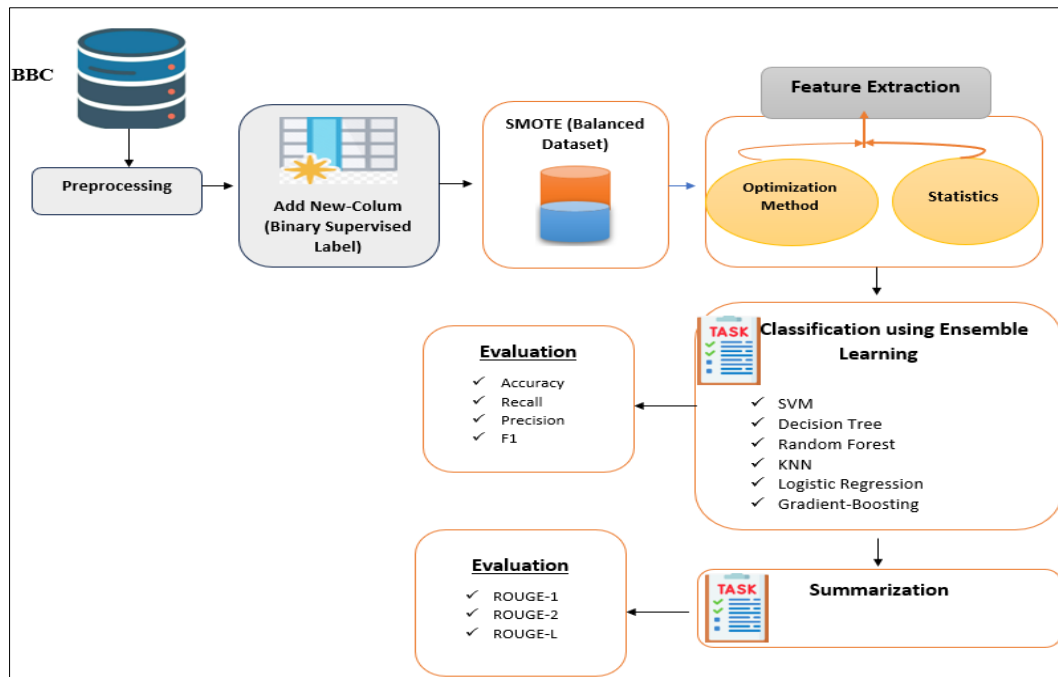 BBC
Preprocessing
Add New-Colum
(Binary Supervised
Label)
SMOTE (Balanced
Dataset)
Feature Extraction
Optimization
Method
Statistics
TASK
Classification using Ensemble
Learning
✓ SVM
✓ Decision Tree
✓ Random Forest
✓ KNN
✓ Logistic Regression
✓ Gradient-Boosting
Evaluation
✓ Accuracy
✓ Recall
✓ Precision
✓ F1
TASK
Summarization
Evaluation
✓ ROUGE-1
✓ ROUGE-2
✓ ROUGE-L